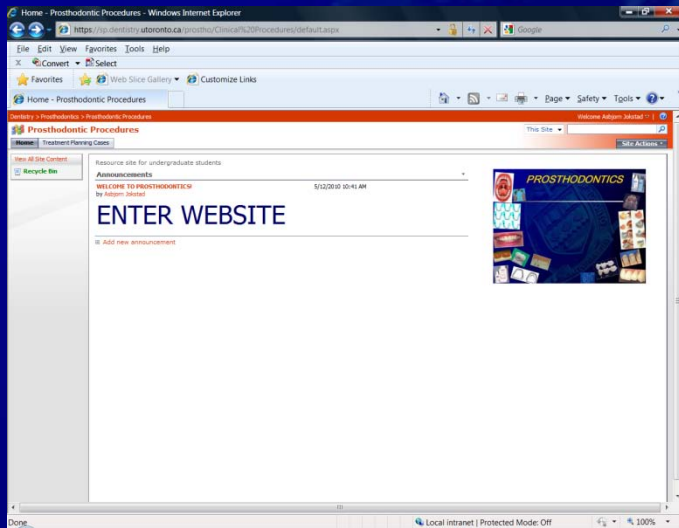 Home - Prosthodontic Procedures - Windows Internet Explorer
https://sp.dentistry.utoronto.ca/prostho/Clinical%20Procedures/default.aspx
Google
File Edit View Favorites Tools Help
X Convert Select
Favorites Web Slice Gallery Customize Links
Home - Prosthodontic Procedures
Page Safety Tools
Dentistry > Prosthodontics > Prosthodontic Procedures
Welcome Asbjorn Jokstad
Prosthodontic Procedures
This Site
Home Treatment Planning Cases
Site Actions
View All Site Content
Recycle Bin
Resource site for undergraduate students
Announcements
WELCOME TO PROSTHODONTICS!
5/12/2010 10:41 AM
by Asbjorn Jokstad
ENTER WEBSITE
Add new announcement
PROSTHODONTICS
Done
Local intranet | Protected Mode: Off
100%